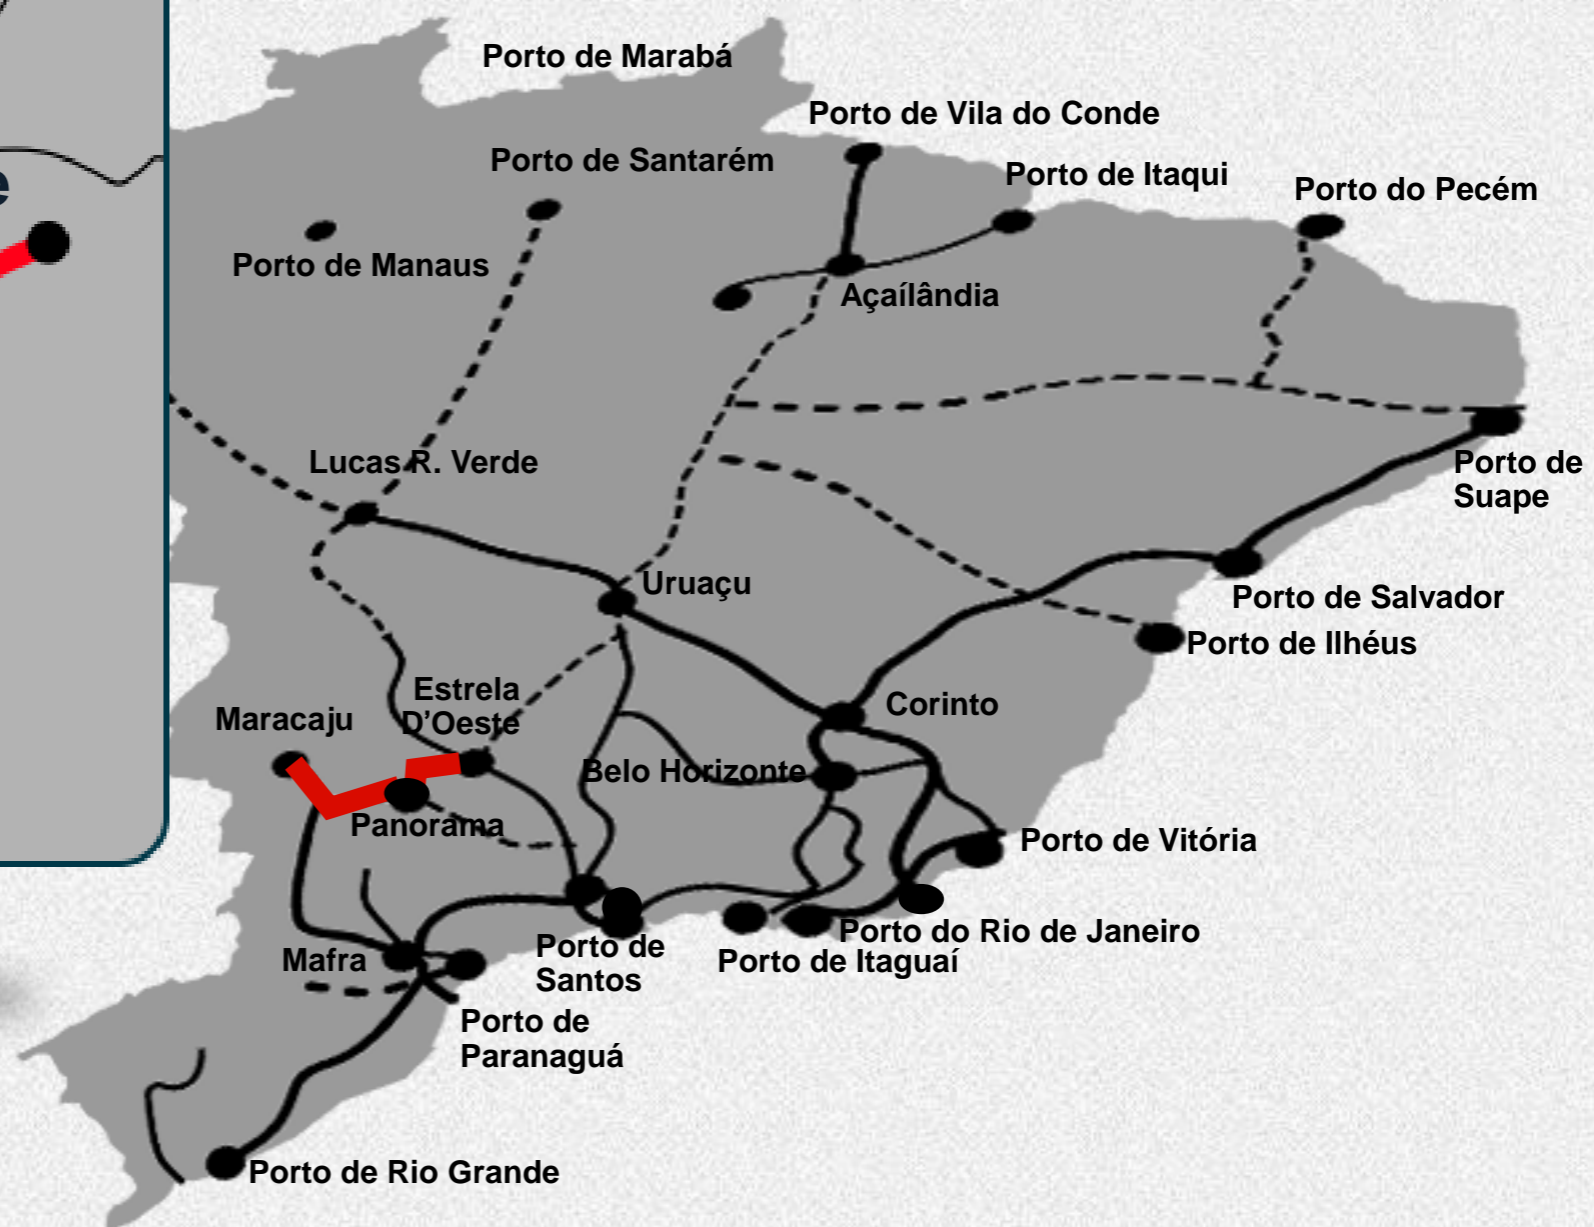 Porto de Marabá
Porto de Vila do Conde
Porto de Santarém
Porto de Itaqui
Porto do Pecém
e
Porto de Manaus
Açaílândia
Lucas R. Verde
Porto de
Suape
Uruaçu
Porto de Salvador
Porto de Ilhéus
Estrela
D’Oeste
Maracaju
Corinto
Belo Horizonte
Panorama
Porto de Vitória
Porto do Rio de Janeiro
Porto de Itaguaí
Porto de
Santos
Mafra
Porto de
Paranaguá
Porto de Rio Grande